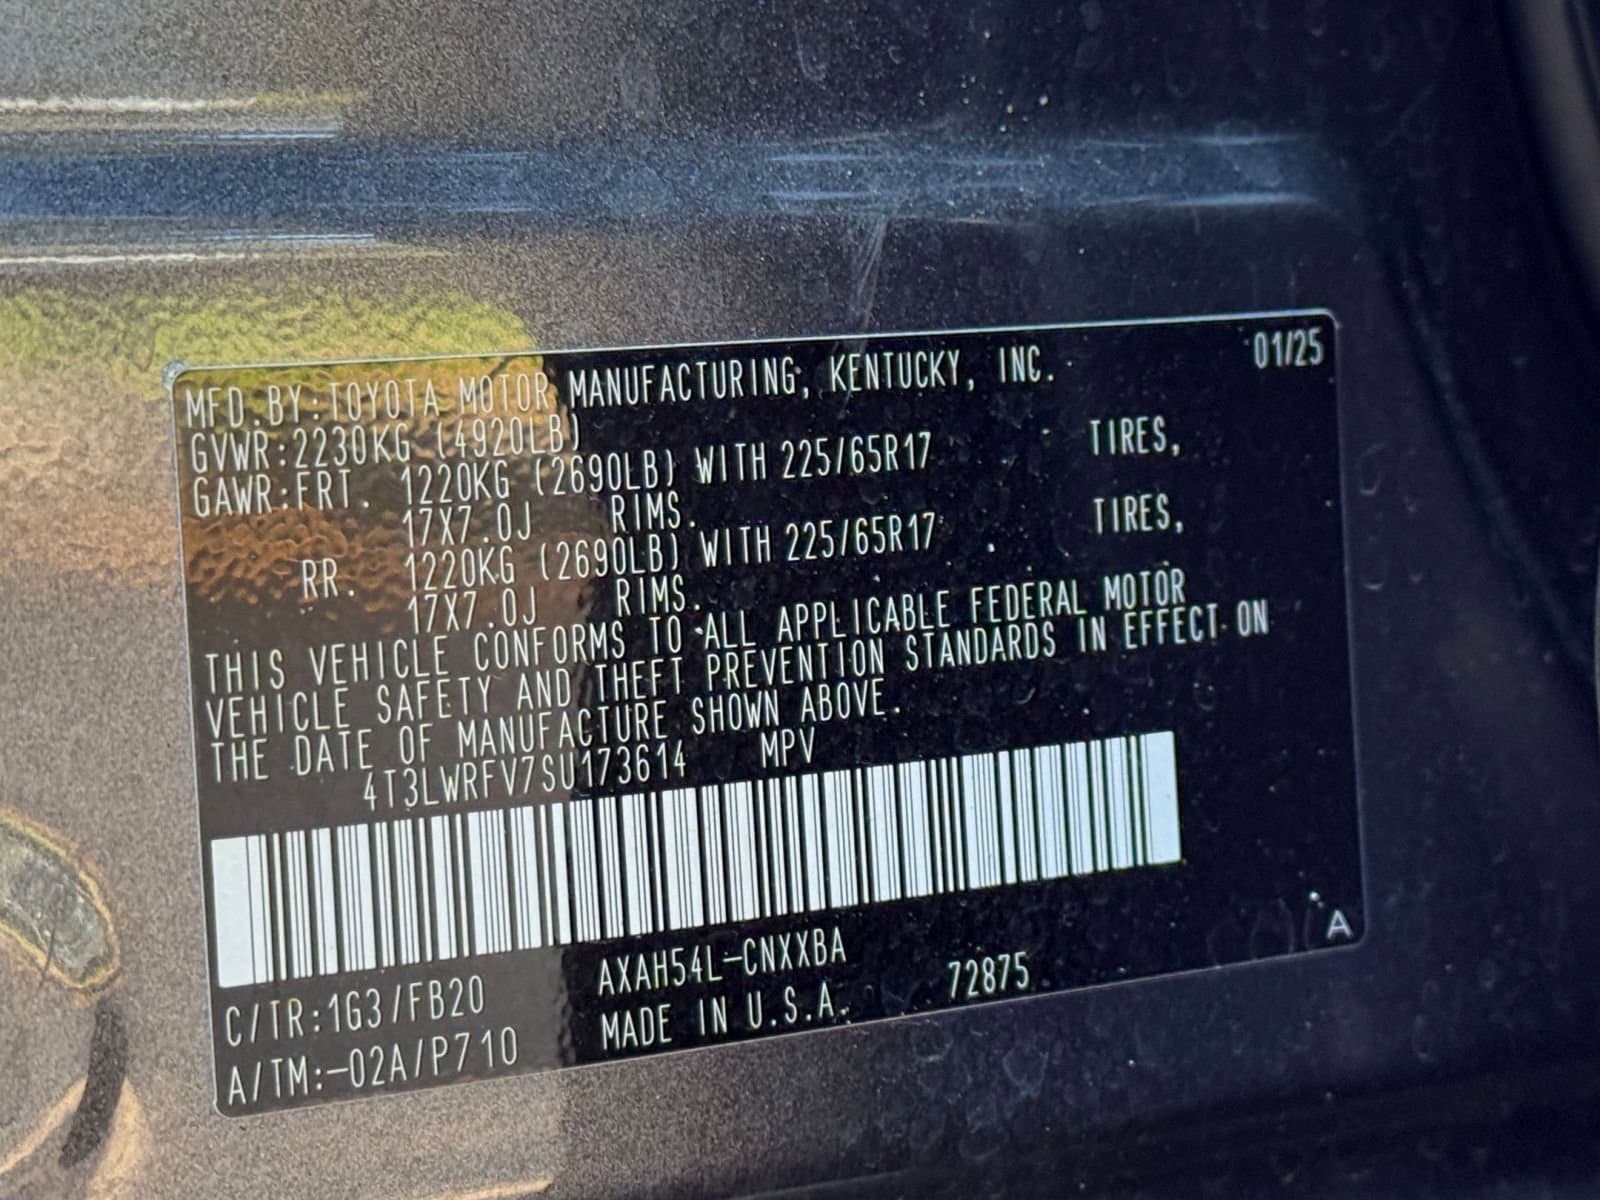 01/25
MFD.BY:TOYOTA MOTOR MANUFACTURING, KENTUCKY, INC.
GVWR:2230KG (4920LB)
GAWR:FRT. 1220KG (2690LB) WITH 225/65R17 TIRES,
17X7.0J RIMS.
RR. 1220KG (2690LB) WITH 225/65R17 TIRES,
17X7.0J RIMS.
THIS VEHICLE CONFORMS TO ALL APPLICABLE FEDERAL MOTOR
VEHICLE SAFETY AND THEFT PREVENTION STANDARDS IN EFFECT ON
THE DATE OF MANUFACTURE SHOWN ABOVE.
4T3LWRFV7SU173614 MPV
A
C/TR:1G3/FB20 AXAH54L-CNXXBA 72875
A/TM:-02A/P710 MADE IN U.S.A.